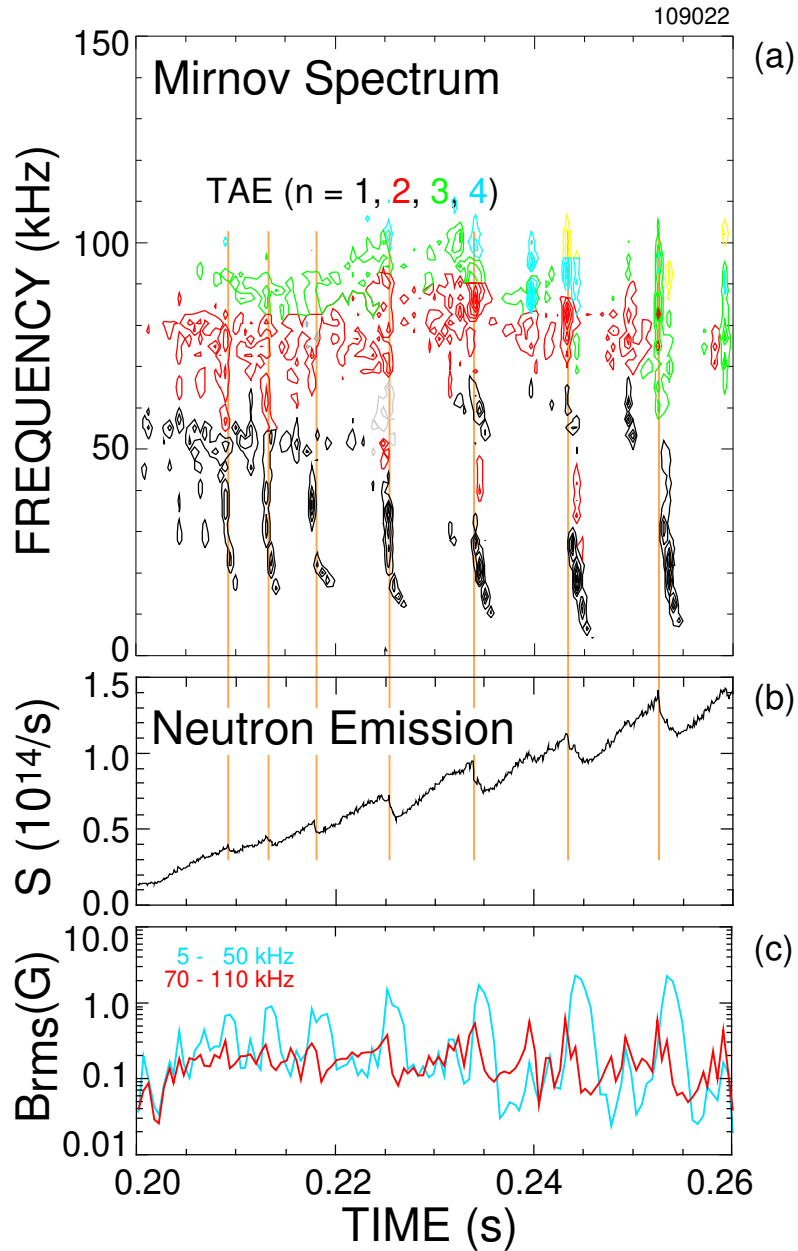 109022
(a)
150
100
50
0
FREQUENCY (kHz)
Mirnov Spectrum
TAE (n = 1, 2, 3, 4)
(b)
1.5
1.0
0.5
0.0
S (10¹⁴/s)
Neutron Emission
(c)
10.0
1.0
0.1
0.01
Brms(G)
5 - 50 kHz
70 - 110 kHz
0.20 0.22 0.24 0.26
TIME (s)